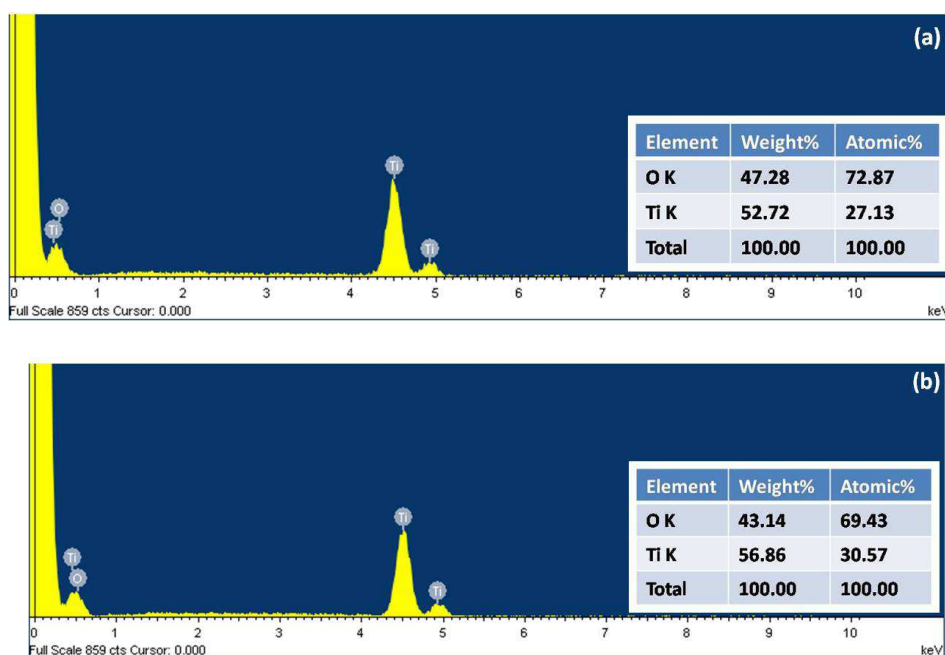 (a)
Element Weight% Atomic%
O K 47.28 72.87
Ti K 52.72 27.13
Total 100.00 100.00
Ti
O
Ti
Ti
0 1 2 3 4 5 6 7 8 9 10
Full Scale 859 cts Cursor: 0.000 keV
(b)
Element Weight% Atomic%
O K 43.14 69.43
Ti K 56.86 30.57
Total 100.00 100.00
Ti
Ti
O
Ti
0 1 2 3 4 5 6 7 8 9 10
Full Scale 859 cts Cursor: 0.000 keV